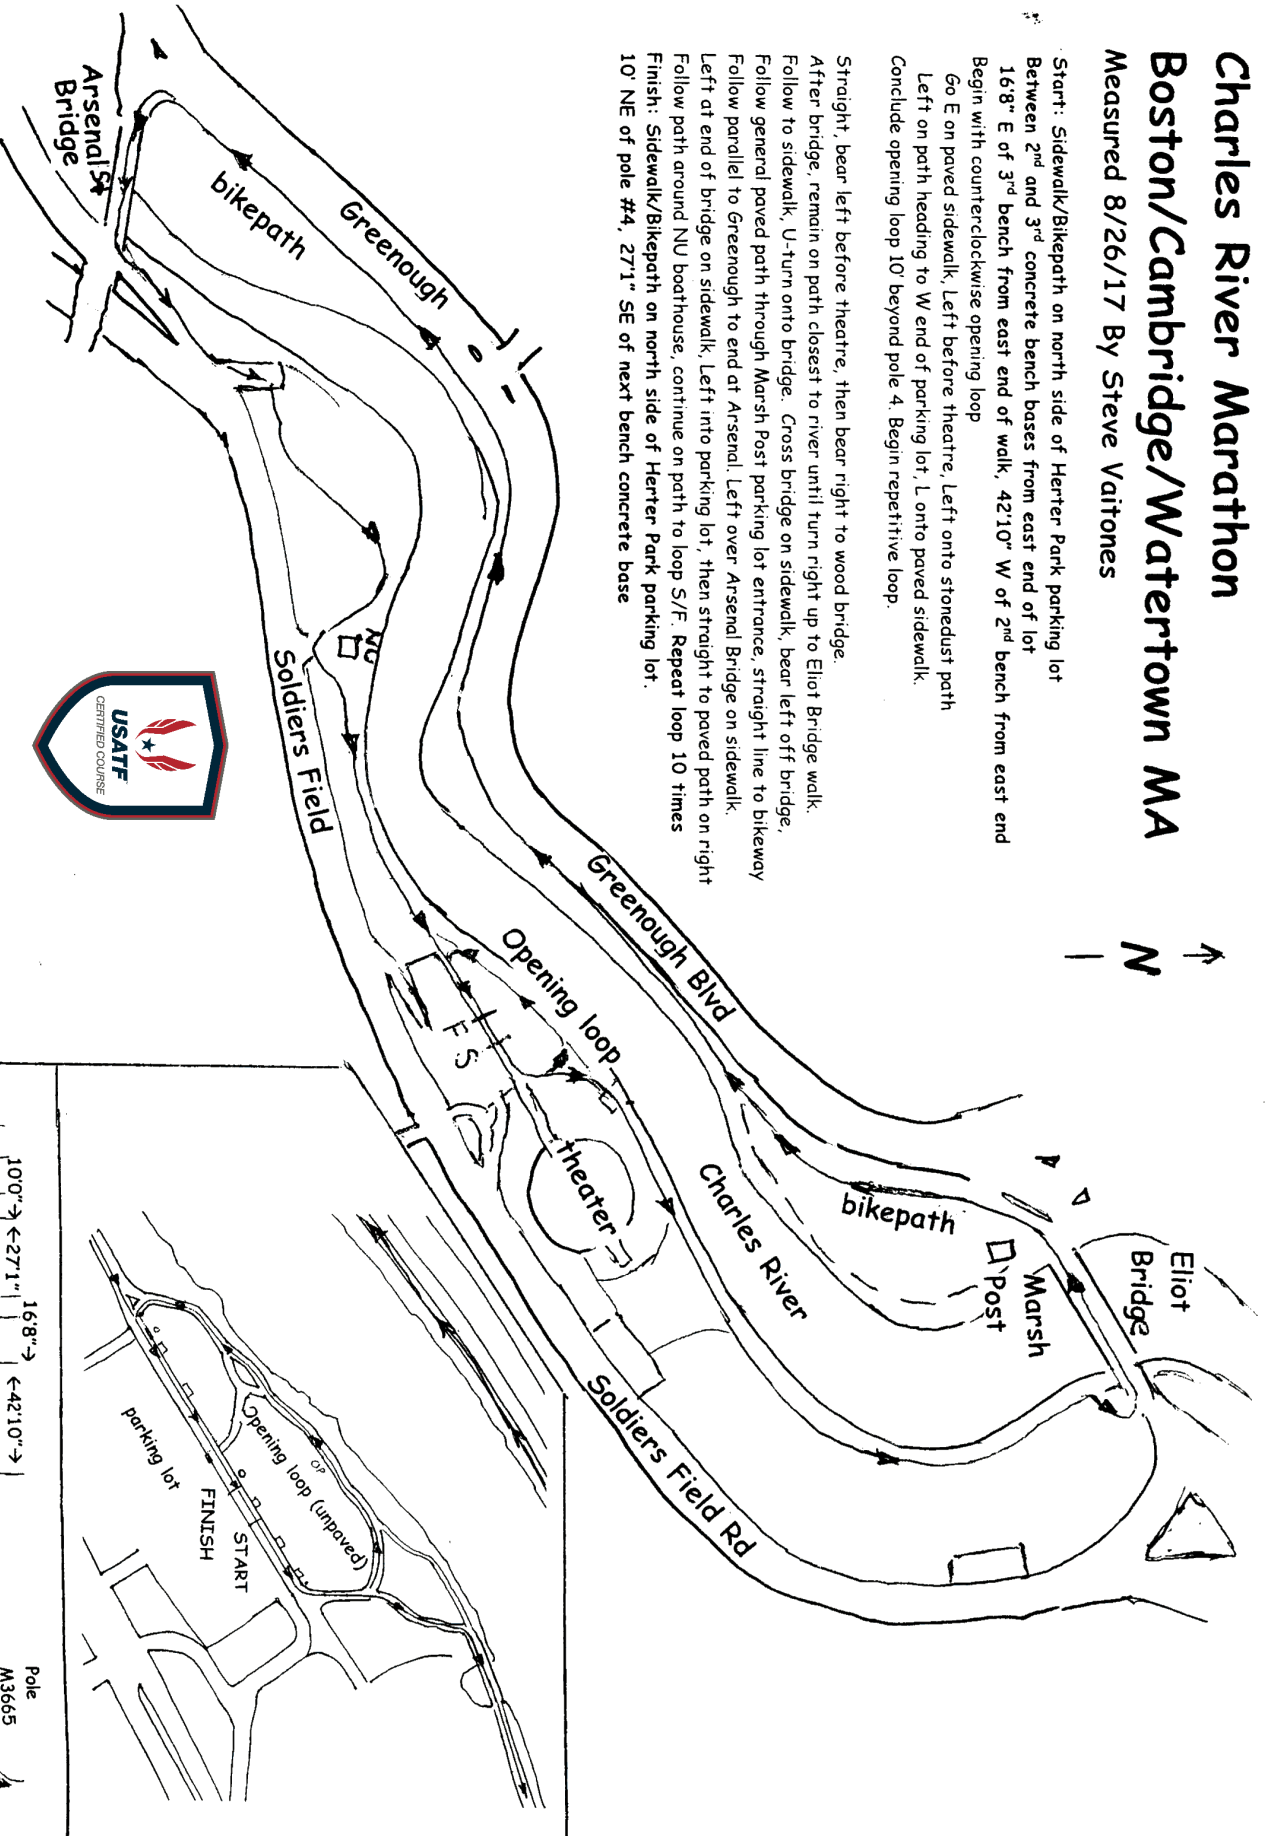 Charles River Marathon
Boston/Cambridge/Watertown MA
Measured 8/26/17 By Steve Vaitones
N
Start: Sidewalk/Bikepath on north side of Herter Park parking lot
Between 2nd and 3rd concrete bench bases from east end of lot
16'8" E of 3rd bench from east end of walk, 42'10" W of 2nd bench from east end
Begin with counterclockwise opening loop
Go E on paved sidewalk, Left before theatre, Left onto stonedust path
Left on path heading to W end of parking lot, L onto paved sidewalk.
Conclude opening loop 10' beyond pole 4. Begin repetitive loop.
Straight, bear left before theatre, then bear right to wood bridge.
After bridge, remain on path closest to river until turn right up to Eliot Bridge walk.
Follow to sidewalk, U-turn onto bridge. Cross bridge on sidewalk, bear left off bridge,
Follow general paved path through Marsh Post parking lot entrance, straight line to bikeway
Follow parallel to Greenough to end at Arsenal. Left over Arsenal Bridge on sidewalk.
Left at end of bridge on sidewalk, Left into parking lot, then straight to paved path on right
Follow path around NU boathouse, continue on path to loop S/F. Repeat loop 10 times
Finish: Sidewalk/Bikepath on north side of Herter Park parking lot.
10' NE of pole #4, 27'1" SE of next bench concrete base
Arsenal St
Bridge
bikepath
Greenough
NU
Soldiers Field
Greenough Blvd
Opening loop
F S
theater
Charles River
bikepath
Marsh
Post
Eliot
Bridge
Soldiers Field Rd
USATF
CERTIFIED COURSE
Opening loop (unpaved)
OP
parking lot
START
FINISH
10'0"→ ←27'1" 16'8"→ ←42'10"→
Pole
M3665